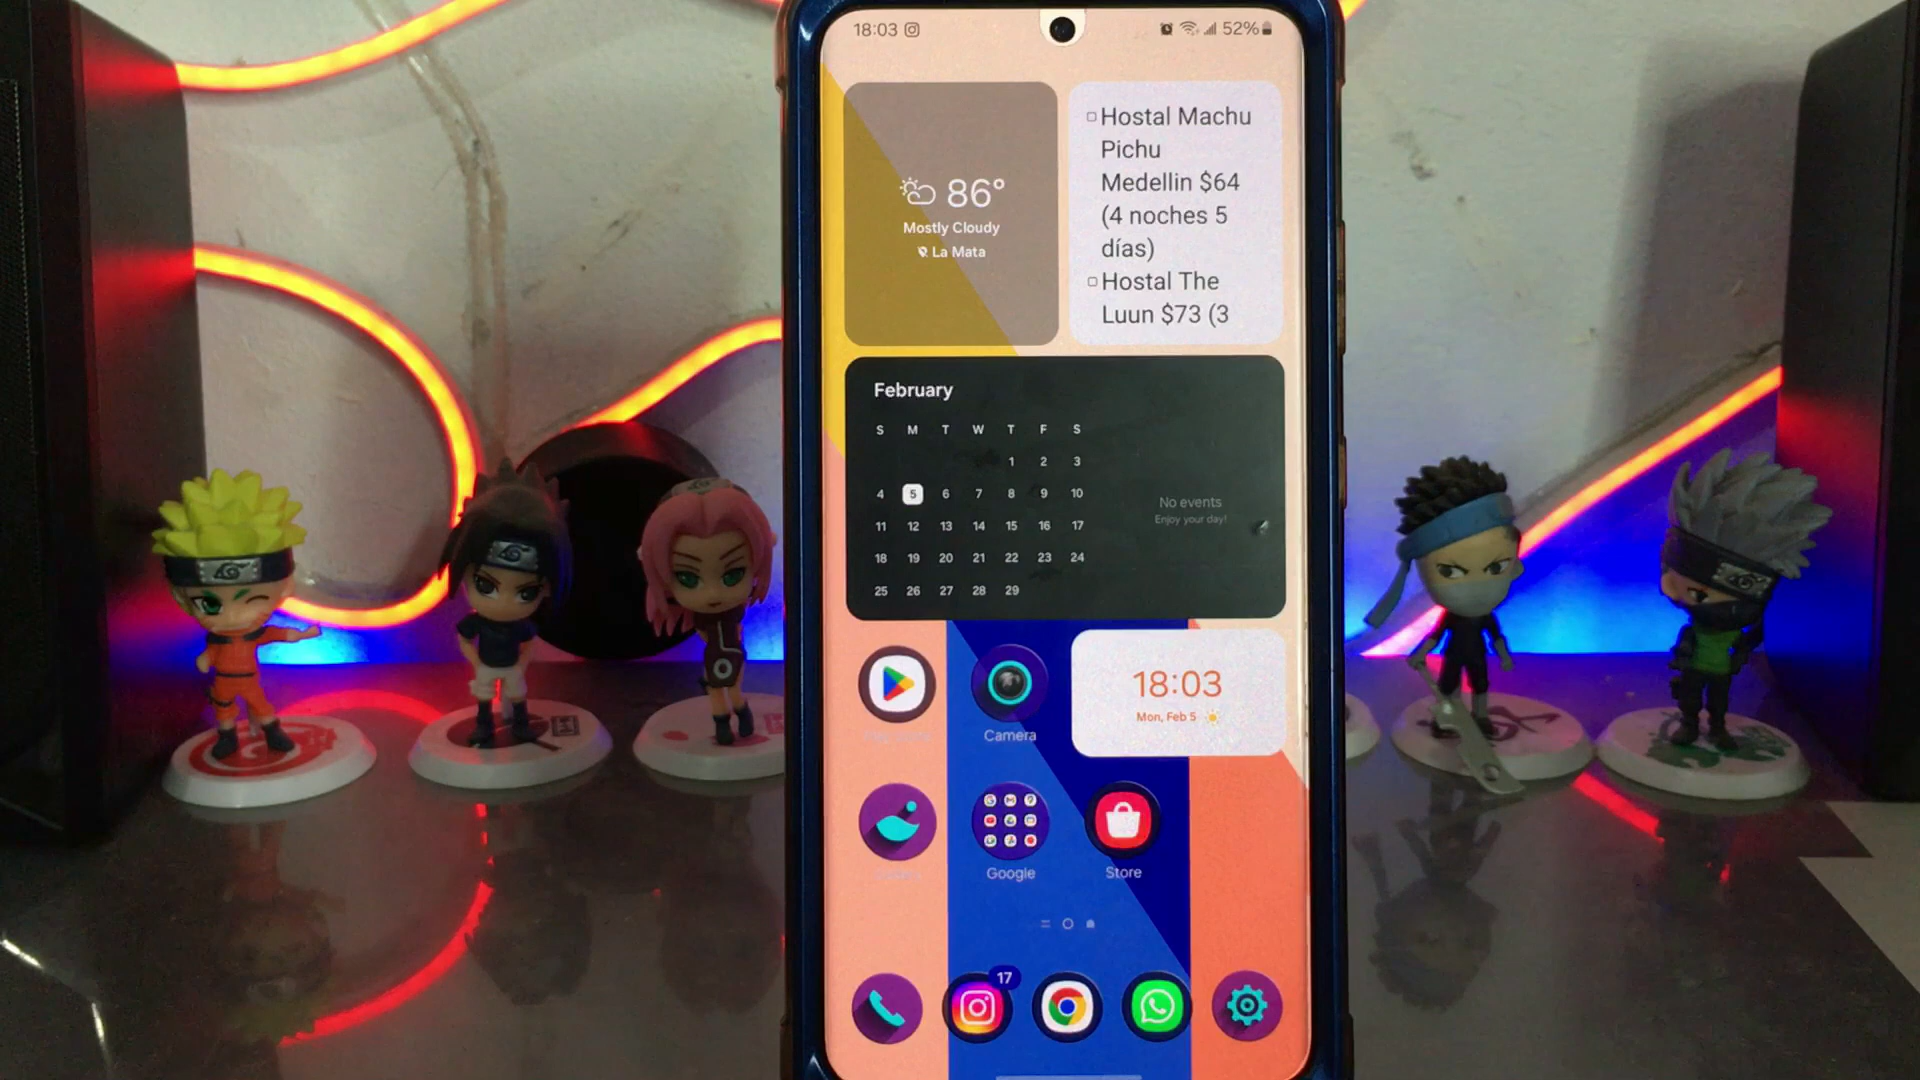 18:03
52%
86°
Mostly Cloudy
La Mata
Hostal Machu
Pichu
Medellin $64
(4 noches 5
días)
Hostal The
Luun $73 (3
February
S M T W T F S
1 2 3
4 5 6 7 8 9 10
11 12 13 14 15 16 17
18 19 20 21 22 23 24
25 26 27 28 29
No events
Enjoy your day!
Camera
18:03
Mon, Feb 5
Google
Store
17